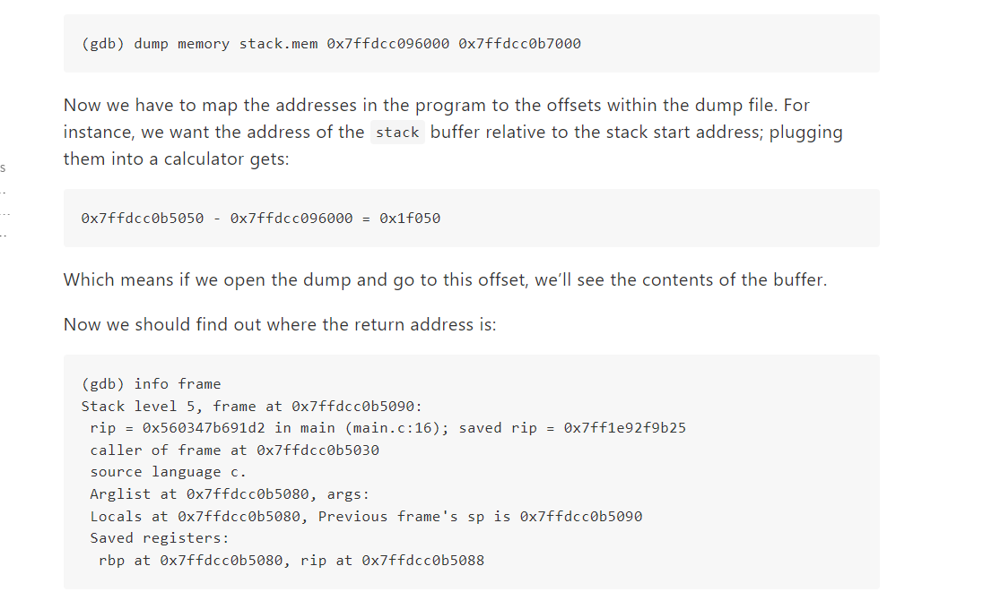 (gdb) dump memory stack.mem 0x7ffdcc096000 0x7ffdcc0b7000
Now we have to map the addresses in the program to the offsets within the dump file. For
instance, we want the address of the stack buffer relative to the stack start address; plugging
them into a calculator gets:
s
..
0x7ffdcc0b5050 - 0x7ffdcc096000 = 0x1f050
...
..
Which means if we open the dump and go to this offset, we’ll see the contents of the buffer.
Now we should find out where the return address is:
(gdb) info frame
Stack level 5, frame at 0x7ffdcc0b5090:
rip = 0x560347b691d2 in main (main.c:16); saved rip = 0x7ff1e92f9b25
caller of frame at 0x7ffdcc0b5030
source language c.
Arglist at 0x7ffdcc0b5080, args:
Locals at 0x7ffdcc0b5080, Previous frame's sp is 0x7ffdcc0b5090
Saved registers:
rbp at 0x7ffdcc0b5080, rip at 0x7ffdcc0b5088